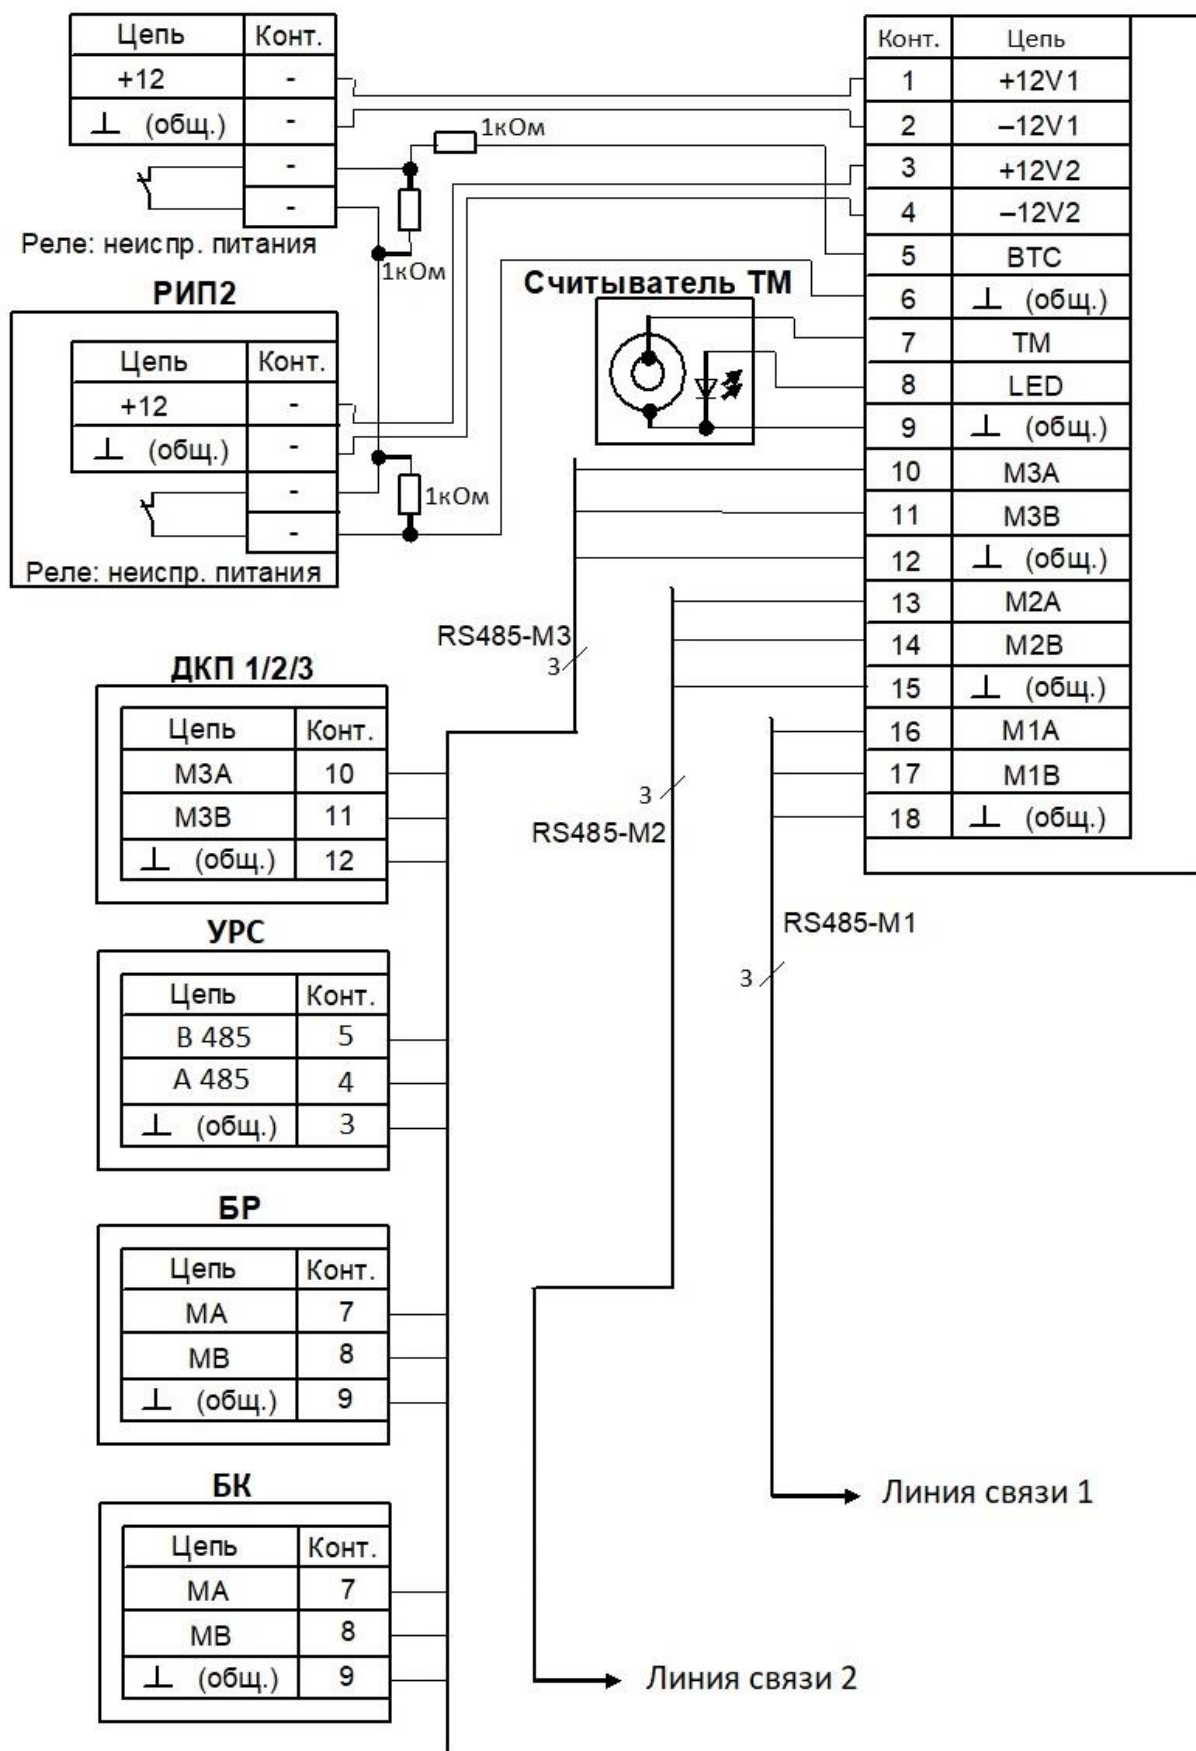 Цепь Конт.
+12 -
⊥ (общ.) -
-
-
Реле: неиспр. питания
1кОм
1кОм
РИП2
Цепь Конт.
+12 -
⊥ (общ.) -
-
-
Реле: неиспр. питания
1кОм
Считыватель ТМ
Конт. Цепь
1 +12V1
2 –12V1
3 +12V2
4 –12V2
5 ВТС
6 ⊥ (общ.)
7 ТМ
8 LED
9 ⊥ (общ.)
10 М3А
11 М3В
12 ⊥ (общ.)
13 М2А
14 М2В
15 ⊥ (общ.)
16 М1А
17 М1В
18 ⊥ (общ.)
RS485-М3
3
3
RS485-М2
RS485-М1
3
ДКП 1/2/3
Цепь Конт.
М3А 10
М3В 11
⊥ (общ.) 12
УРС
Цепь Конт.
В 485 5
А 485 4
⊥ (общ.) 3
БР
Цепь Конт.
МА 7
МВ 8
⊥ (общ.) 9
БК
Цепь Конт.
МА 7
МВ 8
⊥ (общ.) 9
Линия связи 1
Линия связи 2